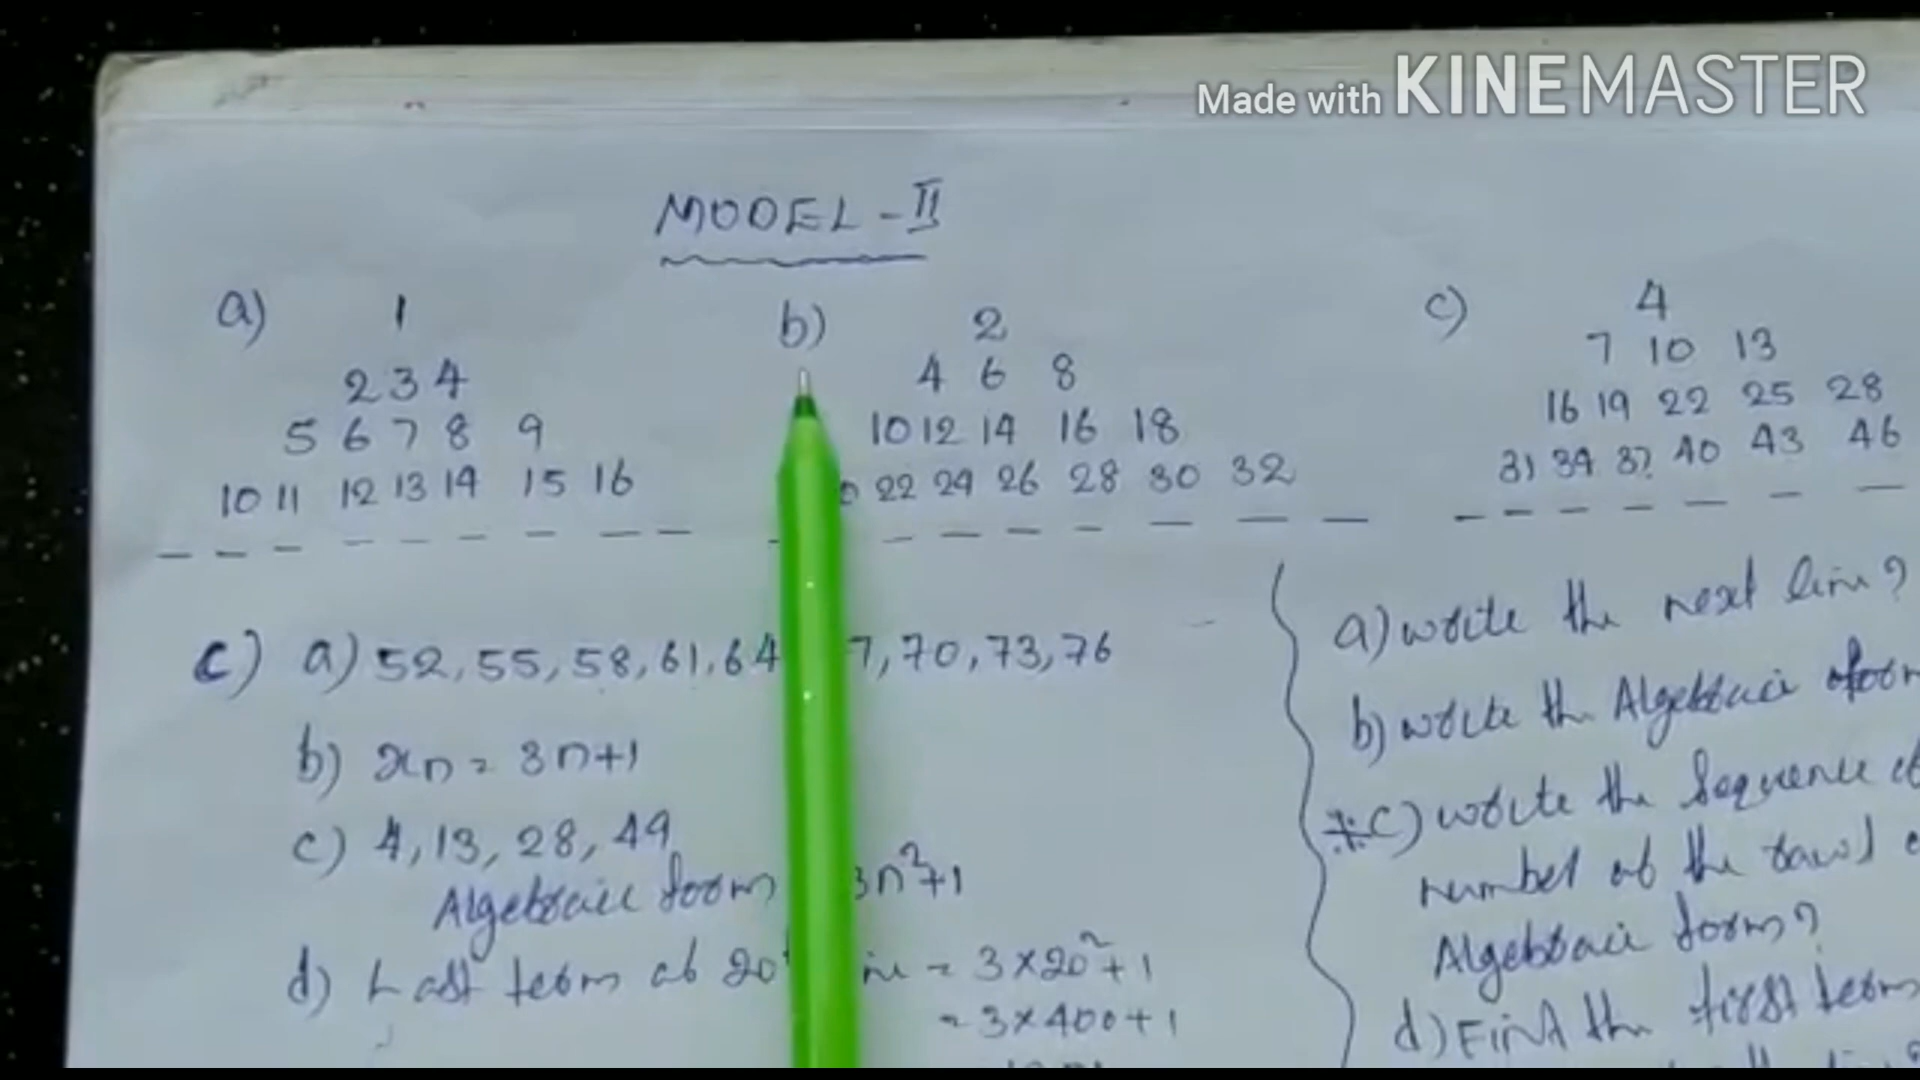 Made with KINEMASTER
MODEL - II
a) 1
2 3 4
5 6 7 8 9
10 11 12 13 14 15 16
b) 2
4 6 8
10 12 14 16 18
22 24 26 28 30 32
c) 4
7 10 13
16 19 22 25 28
31 34 37 40 43 46
c) a) 52, 55, 58, 61, 64 7, 70, 73, 76
b) xn = 3n+1
c) 4, 13, 28, 49
Algebraic form 3n²+1
d) Last term of 20 = 3×20²+1
= 3×400+1
a) write the next line?
b) write the Algebraic
*c) write the sequence of
number of the
Algebraic form?
d) Find the first term